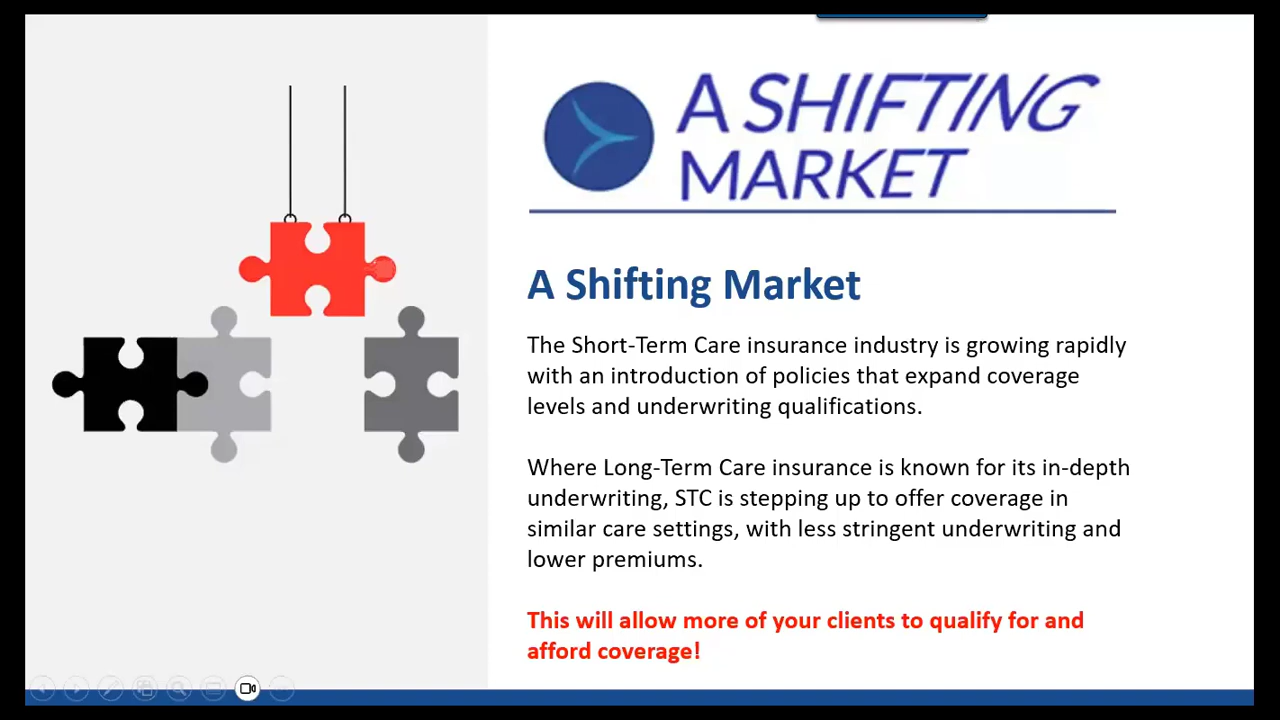 A SHIFTING
MARKET
A Shifting Market
The Short-Term Care insurance industry is growing rapidly
with an introduction of policies that expand coverage
levels and underwriting qualifications.
Where Long-Term Care insurance is known for its in-depth
underwriting, STC is stepping up to offer coverage in
similar care settings, with less stringent underwriting and
lower premiums.
This will allow more of your clients to qualify for and
afford coverage!